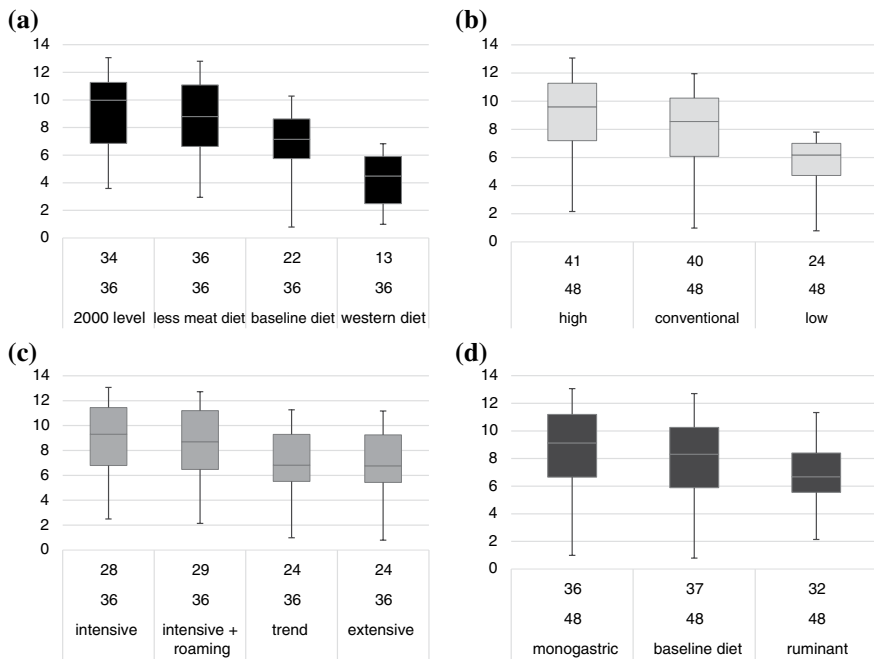 (a)
14
12
10
8
6
4
2
0
34 36 22 13
36 36 36 36
2000 level less meat diet baseline diet western diet
(b)
14
12
10
8
6
4
2
0
41 40 24
48 48 48
high conventional low
(c)
14
12
10
8
6
4
2
0
28 29 24 24
36 36 36 36
intensive intensive + trend extensive
roaming
(d)
14
12
10
8
6
4
2
0
36 37 32
48 48 48
monogastric baseline diet ruminant